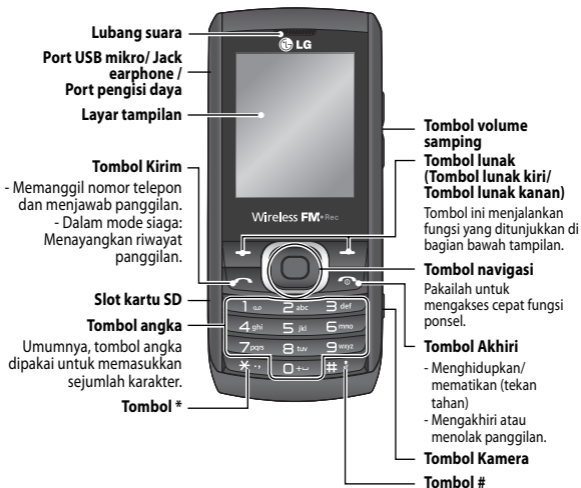 Lubang suara
Port USB mikro/ Jack
earphone /
Port pengisi daya
Layar tampilan
Tombol Kirim
- Memanggil nomor telepon
dan menjawab panggilan.
- Dalam mode siaga:
Menayangkan riwayat
panggilan.
Slot kartu SD
Tombol angka
Umumnya, tombol angka
dipakai untuk memasukkan
sejumlah karakter.
Tombol *
LG
Wireless FM•Rec
1
2 abc
3 def
4 ghi
5 jkl
6 mno
7 pqrs
8 tuv
9 wxyz
* .,
0 +
#
Tombol volume
samping
Tombol lunak
(Tombol lunak kiri/
Tombol lunak kanan)
Tombol ini menjalankan
fungsi yang ditunjukkan di
bagian bawah tampilan.
Tombol navigasi
Pakailah untuk
mengakses cepat fungsi
ponsel.
Tombol Akhiri
- Menghidupkan/
mematikan (tekan
tahan)
- Mengakhiri atau
menolak panggilan.
Tombol Kamera
Tombol #